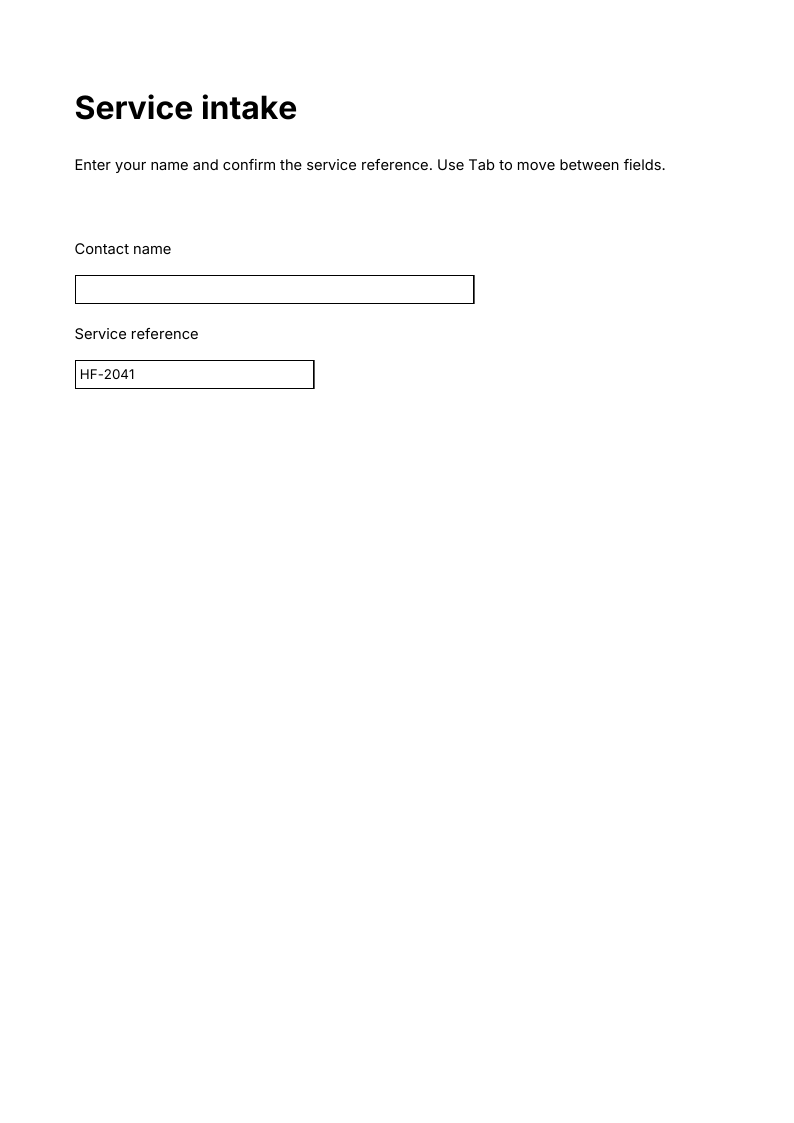 Service intake
Enter your name and confirm the service reference. Use Tab to move between fields.
Contact name
Service reference
HF-2041